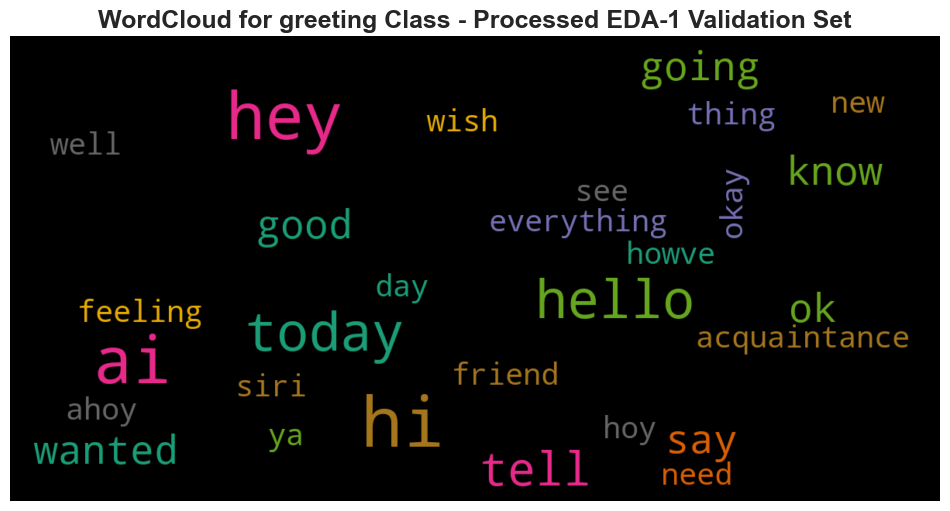 WordCloud for greeting Class - Processed EDA-1 Validation Set
going
hey
new
wish
thing
well
know
see
okay
good
everything
howve
day
hello
feeling
ok
today
acquaintance
ai
friend
siri
ahoy
hi
ya
hoy
say
wanted
tell
need